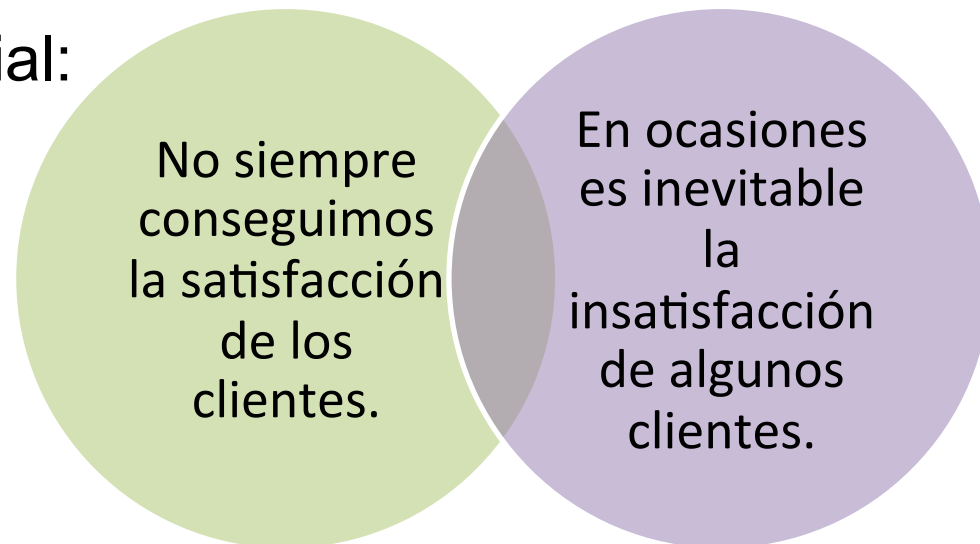 ial:
No siempre
conseguimos
la satisfacción
de los
clientes.
En ocasiones
es inevitable
la
insatisfacción
de algunos
clientes.